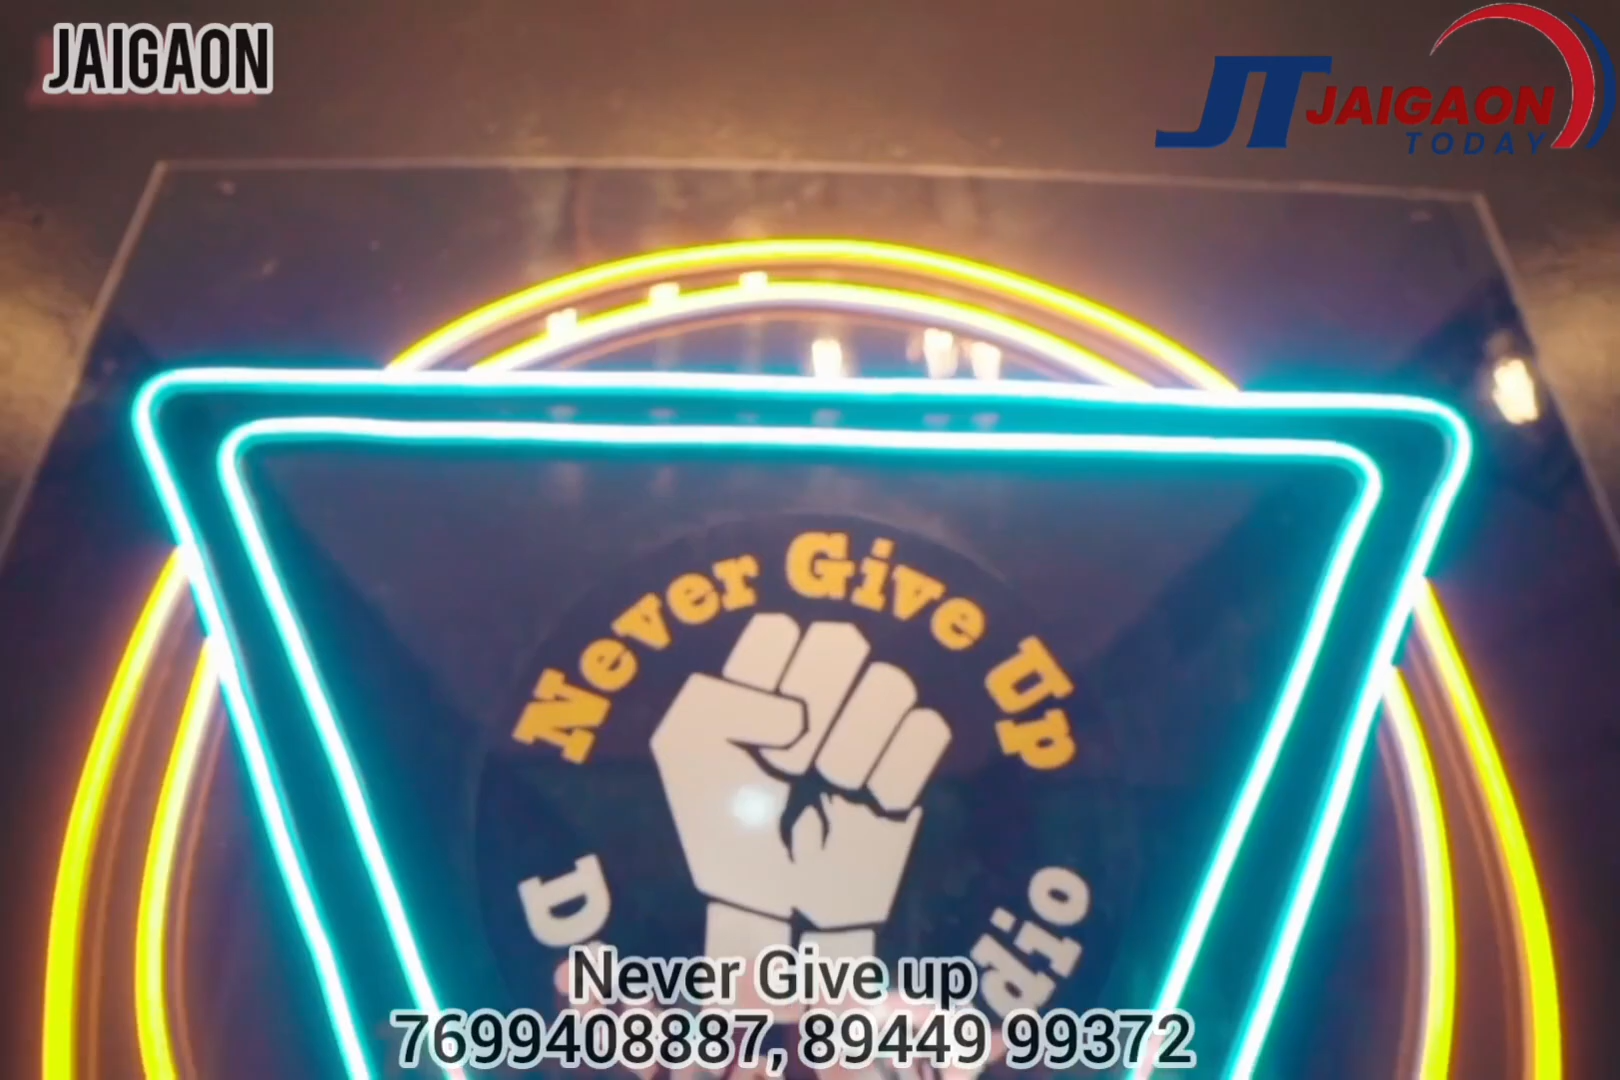 JAIGAON
JT JAIGAON
TODAY
Never Give Up
Never Give up
7699408887, 89449 99372